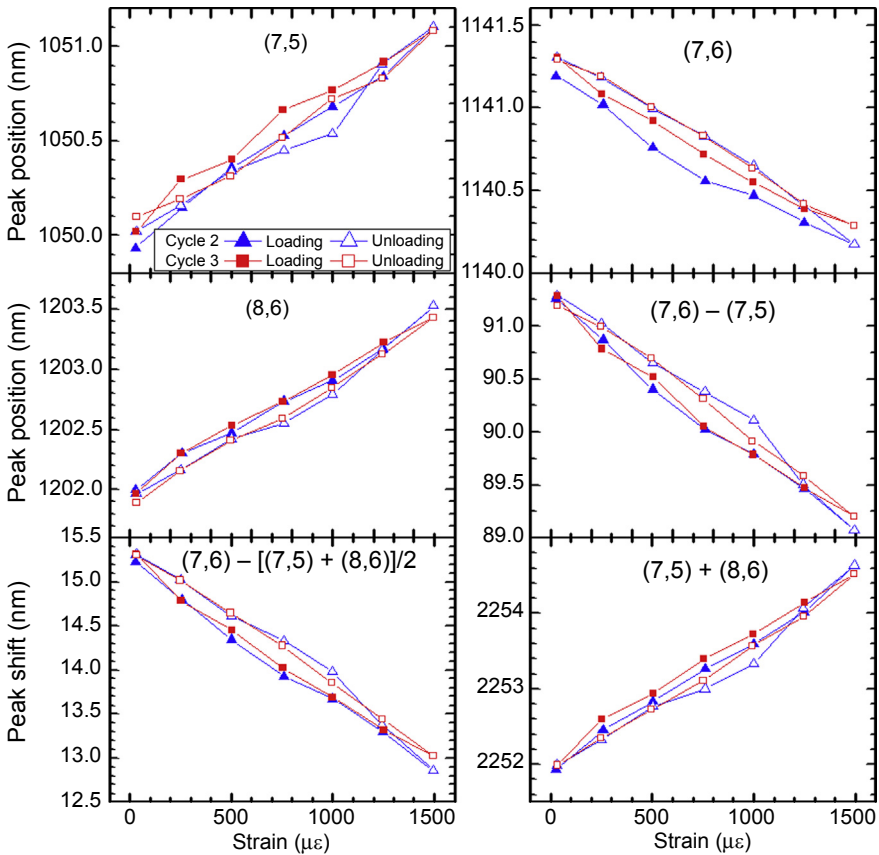 Peak position (nm)
1051.0
1050.5
1050.0
(7,5)
Cycle 2 Loading Unloading
Cycle 3 Loading Unloading
1141.5
1141.0
1140.5
1140.0
(7,6)
Peak position (nm)
1203.5
1203.0
1202.5
1202.0
15.5
(8,6)
91.0
90.5
90.0
89.5
89.0
(7,6) – (7,5)
Peak shift (nm)
15.0
14.5
14.0
13.5
13.0
12.5
(7,6) – [(7,5) + (8,6)]/2
2254
2253
2252
(7,5) + (8,6)
0 500 1000 1500
Strain (με)
0 500 1000 1500
Strain (με)